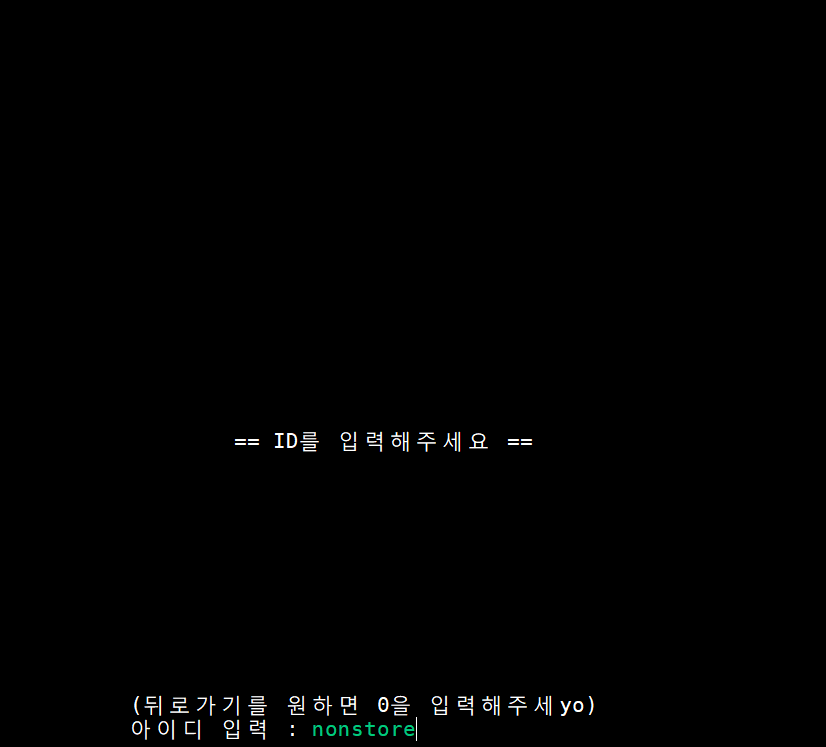 == ID를 입력해주세요 ==
(뒤로가기를 원하면 0을 입력해주세yo)
아이디 입력 : nonstore